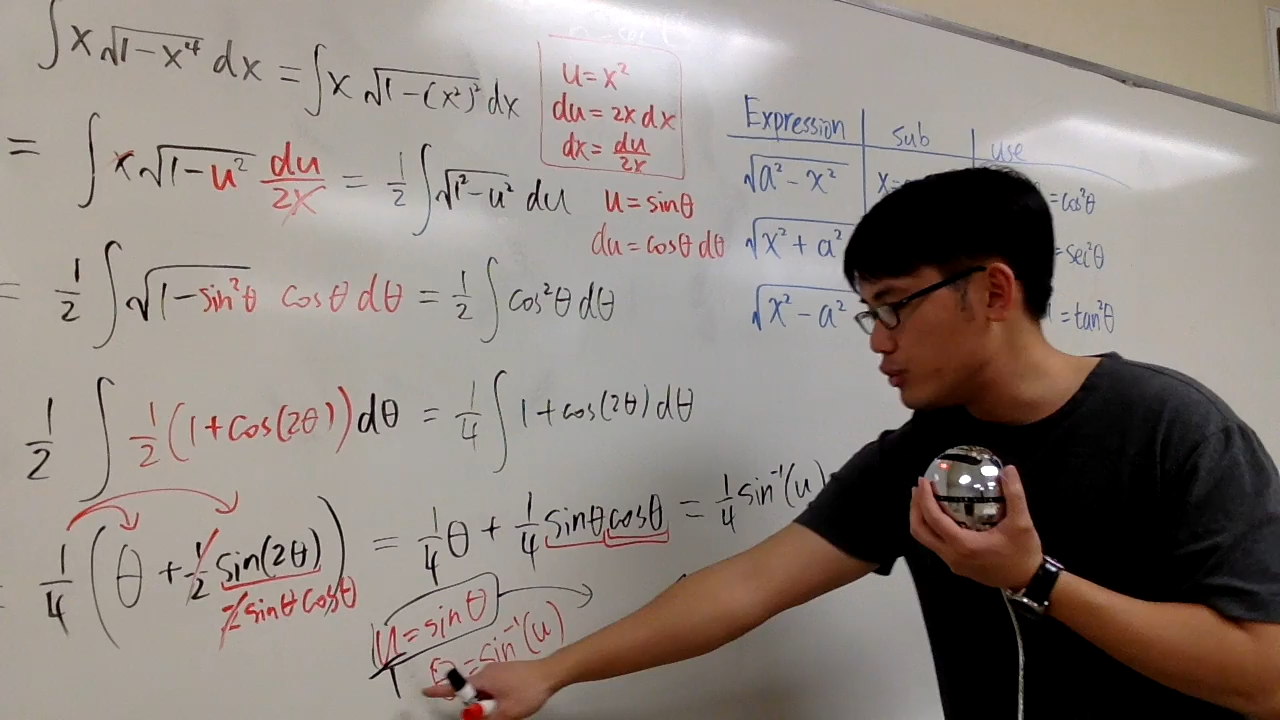 ∫x√(1-x⁴) dx = ∫x √(1-(x²)²) dx
u = x²
du = 2x dx
dx = du/2x
= ∫ x√(1-u²) du/2x = 1/2 ∫√(1²-u²) du
u = sinθ
du = cosθ dθ
= 1/2 ∫ √(1-sin²θ) cosθ dθ = 1/2 ∫ cos²θ dθ
1/2 ∫ 1/2 (1+cos(2θ)) dθ = 1/4 ∫ 1+cos(2θ) dθ
= 1/4 (θ + 1/2 sin(2θ)) = 1/4 θ + 1/4 sinθ cosθ = 1/4 sin⁻¹(u)
2 sinθ cosθ
u = sinθ
1
θ = sin⁻¹(u)
Expression sub use
√(a² - x²) x = =cos²θ
√(x² + a²) =sec²θ
√(x² - a²) 1 =tan²θ